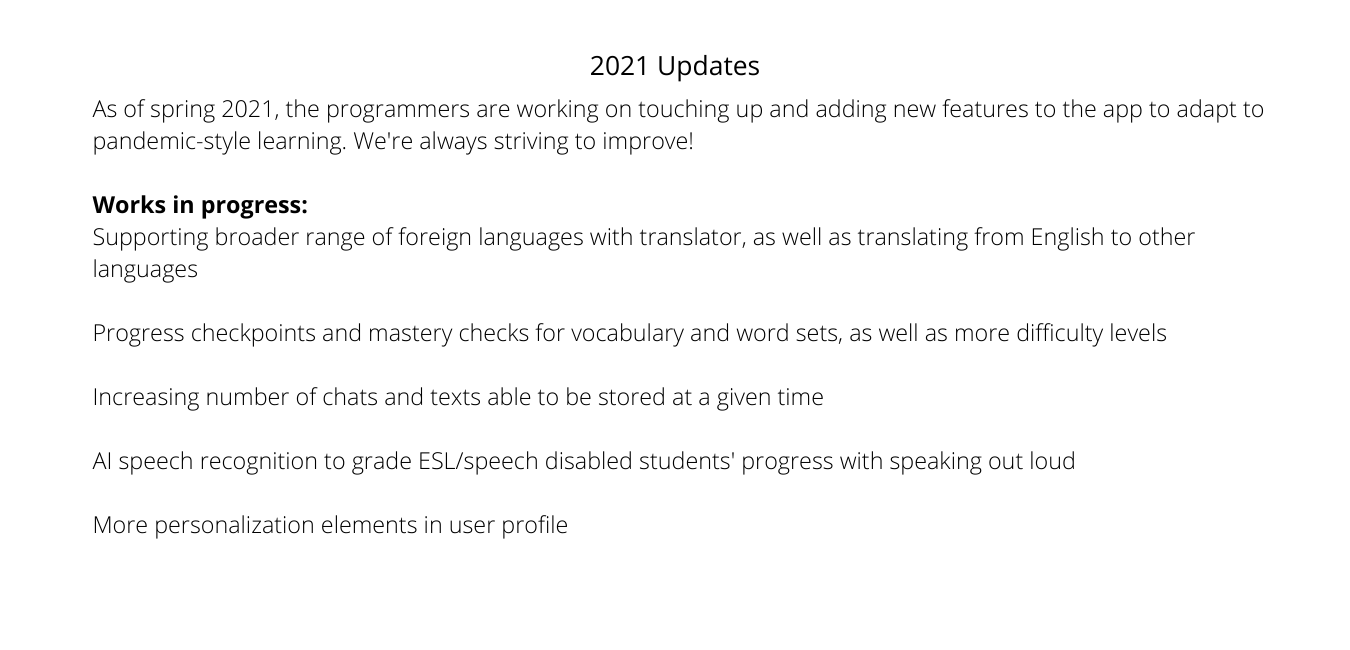 2021 Updates
As of spring 2021, the programmers are working on touching up and adding new features to the app to adapt to
pandemic-style learning. We're always striving to improve!
Works in progress:
Supporting broader range of foreign languages with translator, as well as translating from English to other
languages
Progress checkpoints and mastery checks for vocabulary and word sets, as well as more difficulty levels
Increasing number of chats and texts able to be stored at a given time
AI speech recognition to grade ESL/speech disabled students' progress with speaking out loud
More personalization elements in user profile